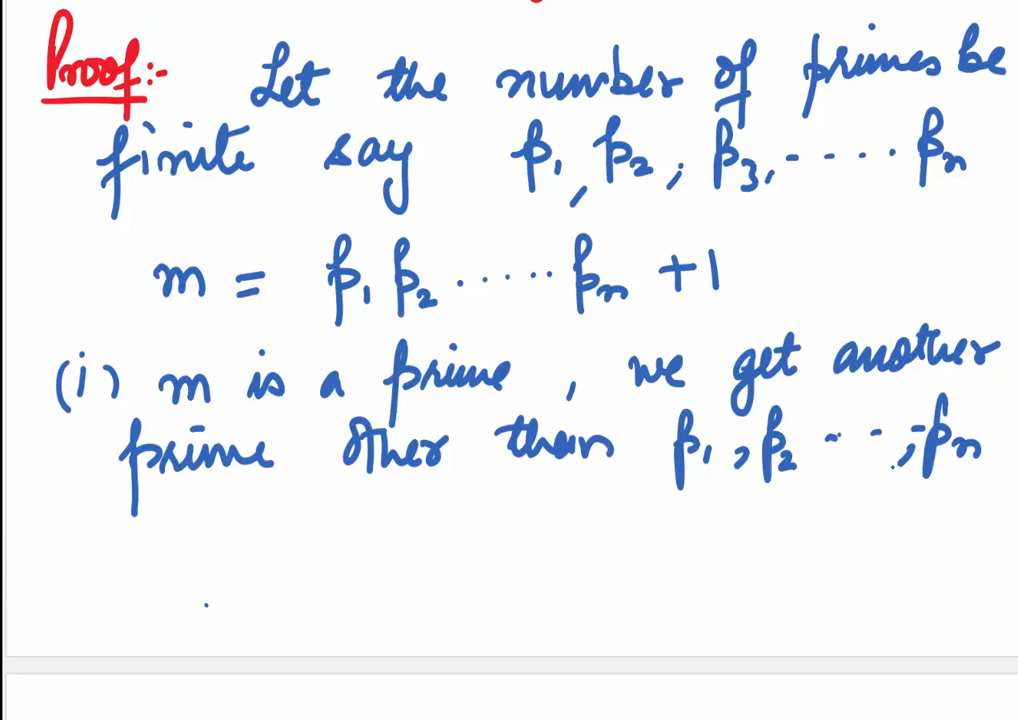 Proof:- Let the number of primes be
finite say p₁, p₂, p₃, ----- pₙ
m = p₁ p₂ ...... pₙ + 1
(i) m is a prime, we get another
prime other than p₁, p₂ ---, pₙ